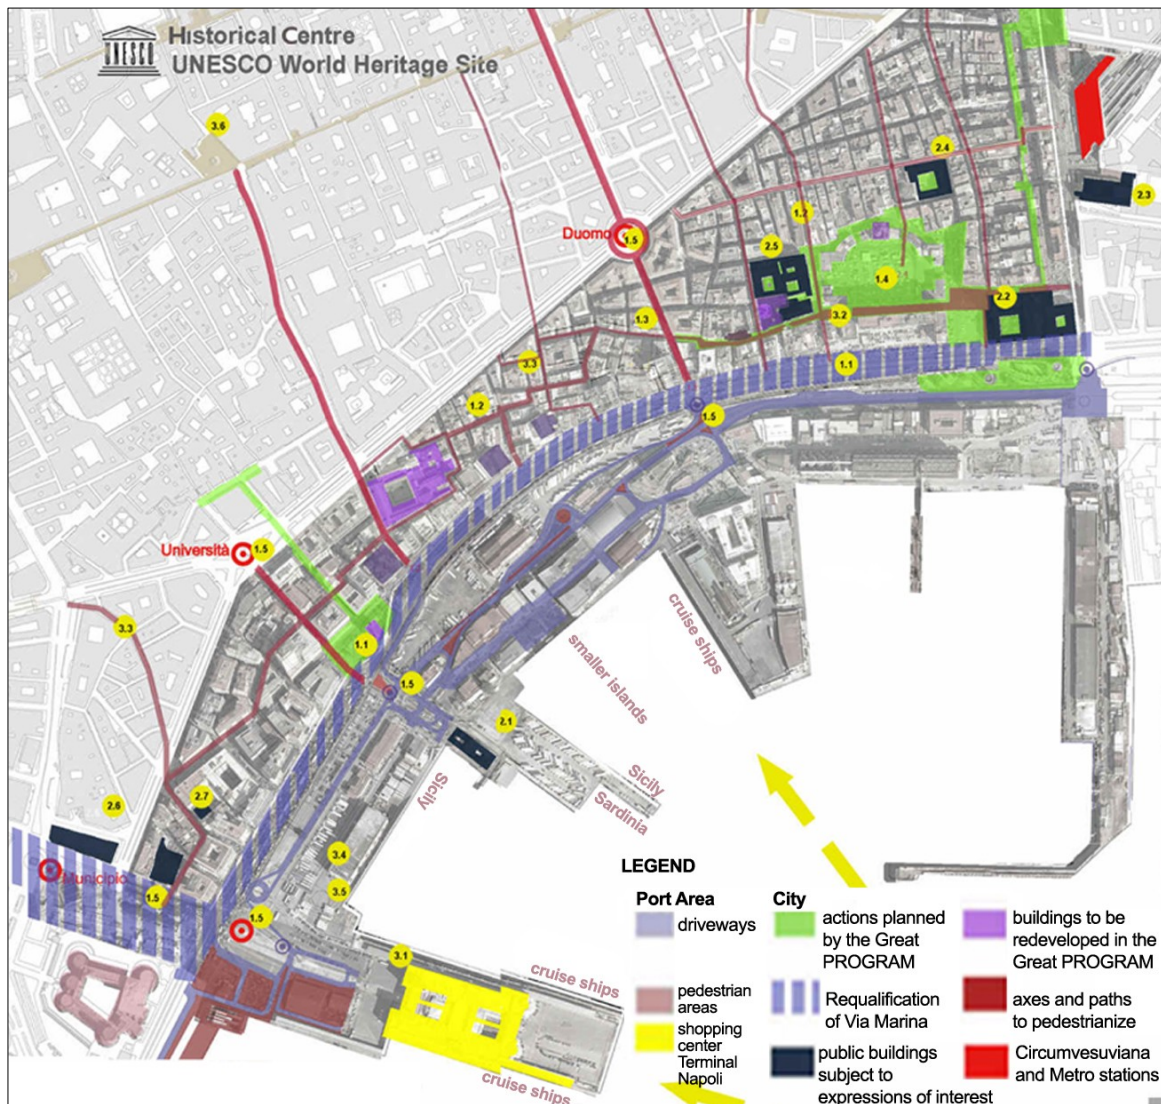 UNESCO
Historical Centre
UNESCO World Heritage Site
3.6
2.4
2.3
Duomo
1.5
1.2
2.5
1.4
2.2
1.3
3.2
3.3
1.1
1.2
1.5
Università
1.5
3.3
1.1
1.5
cruise ships
smaller islands
2.1
Sicily
Sicily
Sardinia
2.6
2.7
3.4
Municipio
1.5
3.5
1.5
3.1
cruise ships
cruise ships
LEGEND
Port Area
driveways
pedestrian
areas
shopping
center
Terminal
Napoli
City
actions planned
by the Great
PROGRAM
Requalification
of Via Marina
public buildings
subject to
expressions of interest
buildings to be
redeveloped in the
Great PROGRAM
axes and paths
to pedestrianize
Circumvesuviana
and Metro stations